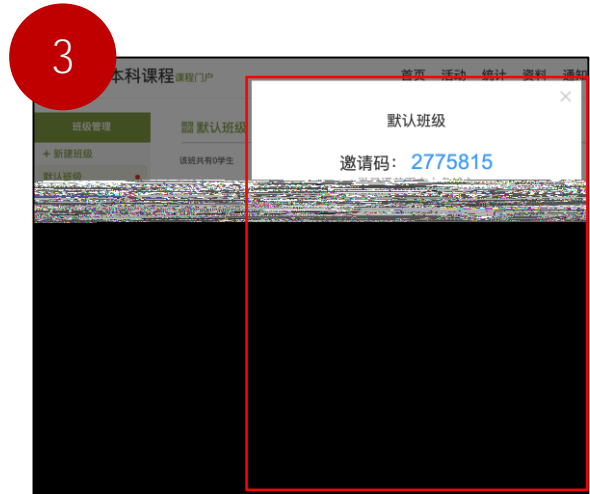 3
本科课程 课程门户
首页 活动 统计 资料 通知
班级管理
默认班级
+ 新建班级
该班共有0学生
默认班级
默认班级
邀请码：2775815